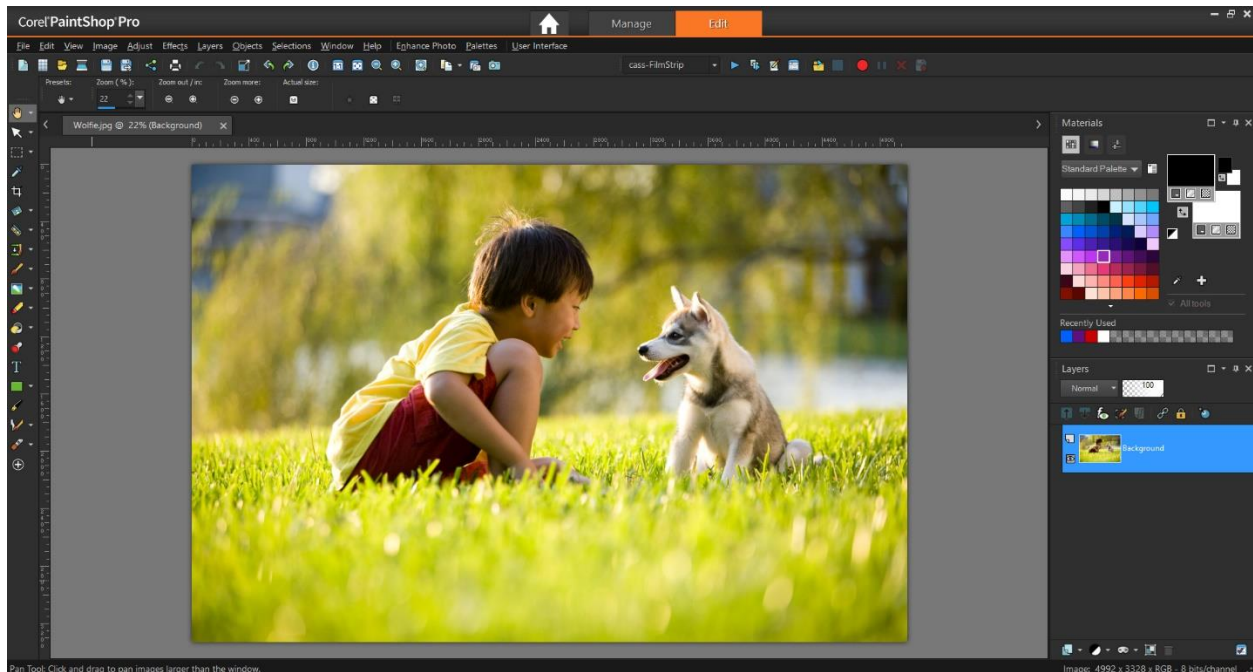 Corel PaintShop Pro
Manage
Edit
File Edit View Image Adjust Effects Layers Objects Selections Window Help Enhance Photo Palettes User Interface
cass-FilmStrip
Presets: Zoom (%): Zoom out / in: Zoom more: Actual size:
22
Wolfie.jpg @ 22% (Background)
Materials
Standard Palette
All tools
Recently Used
Layers
Normal
100
Background
Pan Tool: Click and drag to pan images larger than the window.
Image: 4992 x 3328 x RGB - 8 bits/channel